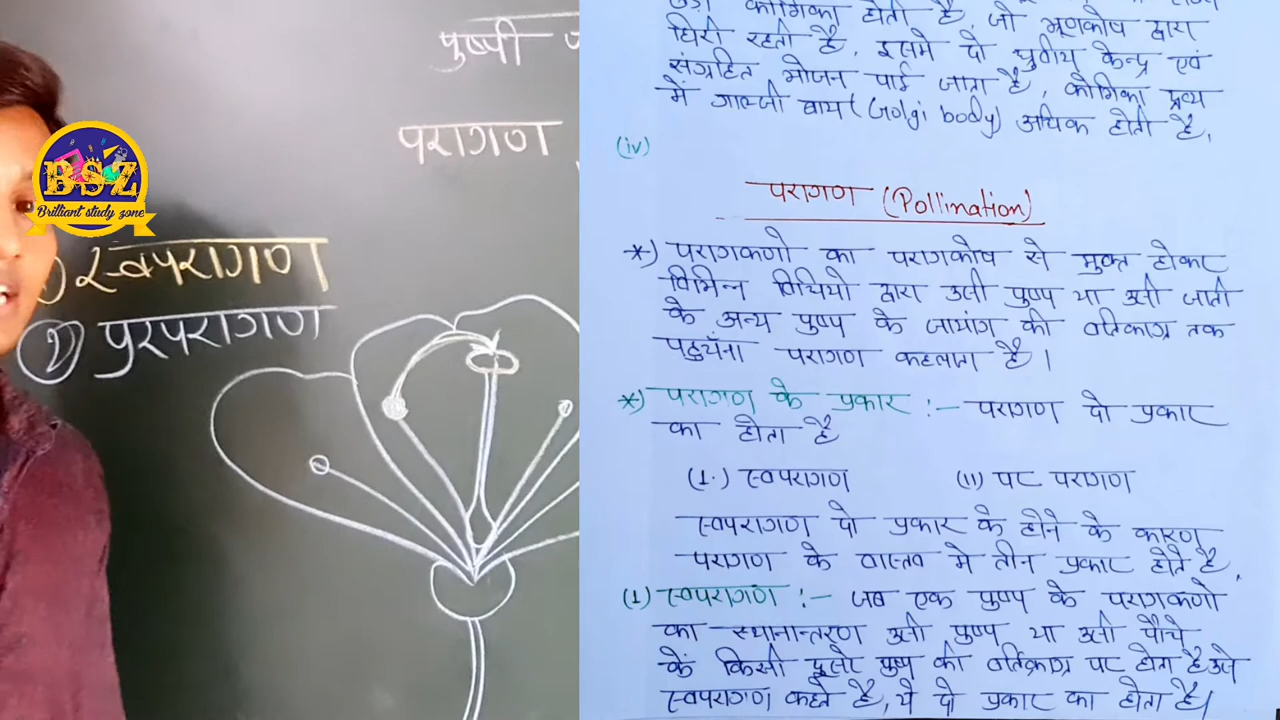 पुष्पी
परागण
BSZ
Brilliant study zone
) स्वपरागण
(२) पुरपरागण
कोशिका होती है, जो भ्रूणकोष द्वारा
घिरी रहती है, इसमे दो ध्रुवीय केन्द्र एवं
संग्रहित भोजन पाई जाता है, कोशिका द्रव्य
में गाल्जी वाय (Golgi body) अधिक होती है,
(iv)
परागण (Pollination)
*) परागकणो का परागकोष से मुक्त होकर
विभिन्न विधियो द्वारा उसी पुष्प या उसी जाती
के अन्य पुष्प के जायांग की वर्तिकाग्र तक
पहुचँना परागण कहलाता है।
*) परागण के प्रकार :- परागण दो प्रकार
का होता है
(1.) स्वपरागण (ii) पर परागण
स्वपरागण दो प्रकार के होने के कारण
परागण के वास्तव मे तीन प्रकार होते है,
(1) स्वपरागण :- जब एक पुष्प के परागकणो
का स्थानान्तरण उसी पुष्प या उसी पौधे
के किसी दूसरे पुष्प की वर्तिकाग्र पर होता है उसे
स्वपरागण कहते है, ये दो प्रकार का होता है।